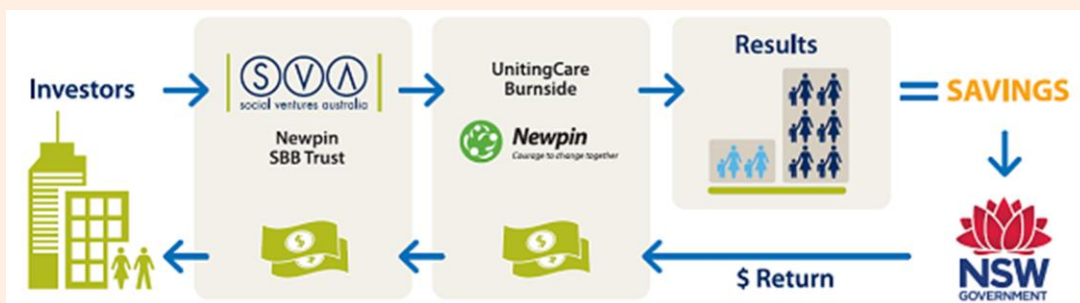 Investors
SVA
social ventures australia
Newpin
SBB Trust
UnitingCare
Burnside
Newpin
Courage to change together
Results
= SAVINGS
$ Return
NSW
GOVERNMENT